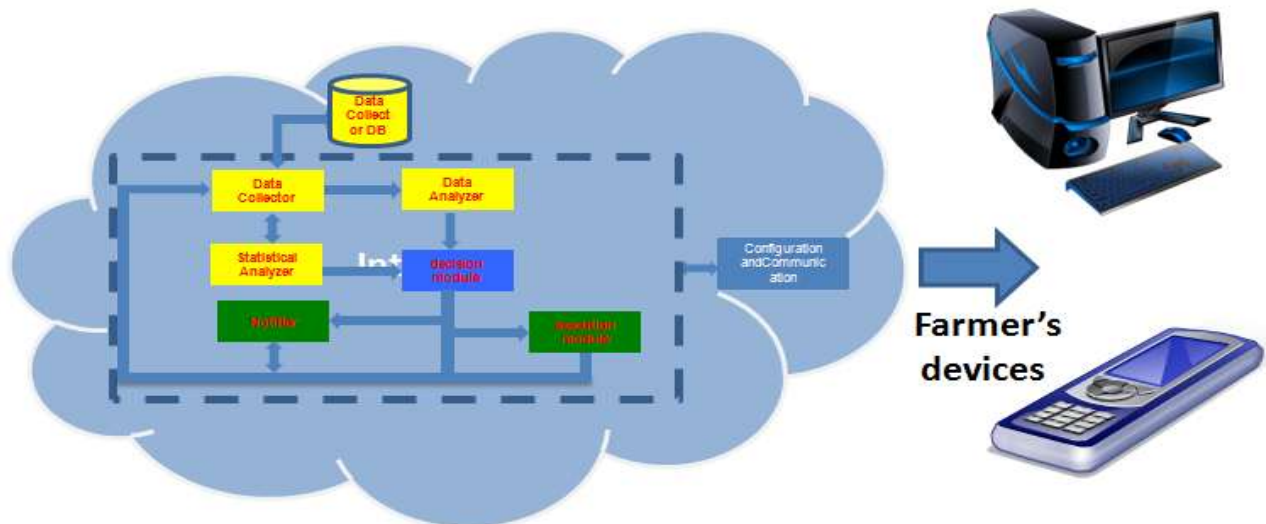 Data
Collect
or DB
Data
Collector
Data
Analyzer
Statistical
Analyzer
Int
decision
module
Notifier
module
Configuration
andCommunic
ation
Farmer's
devices